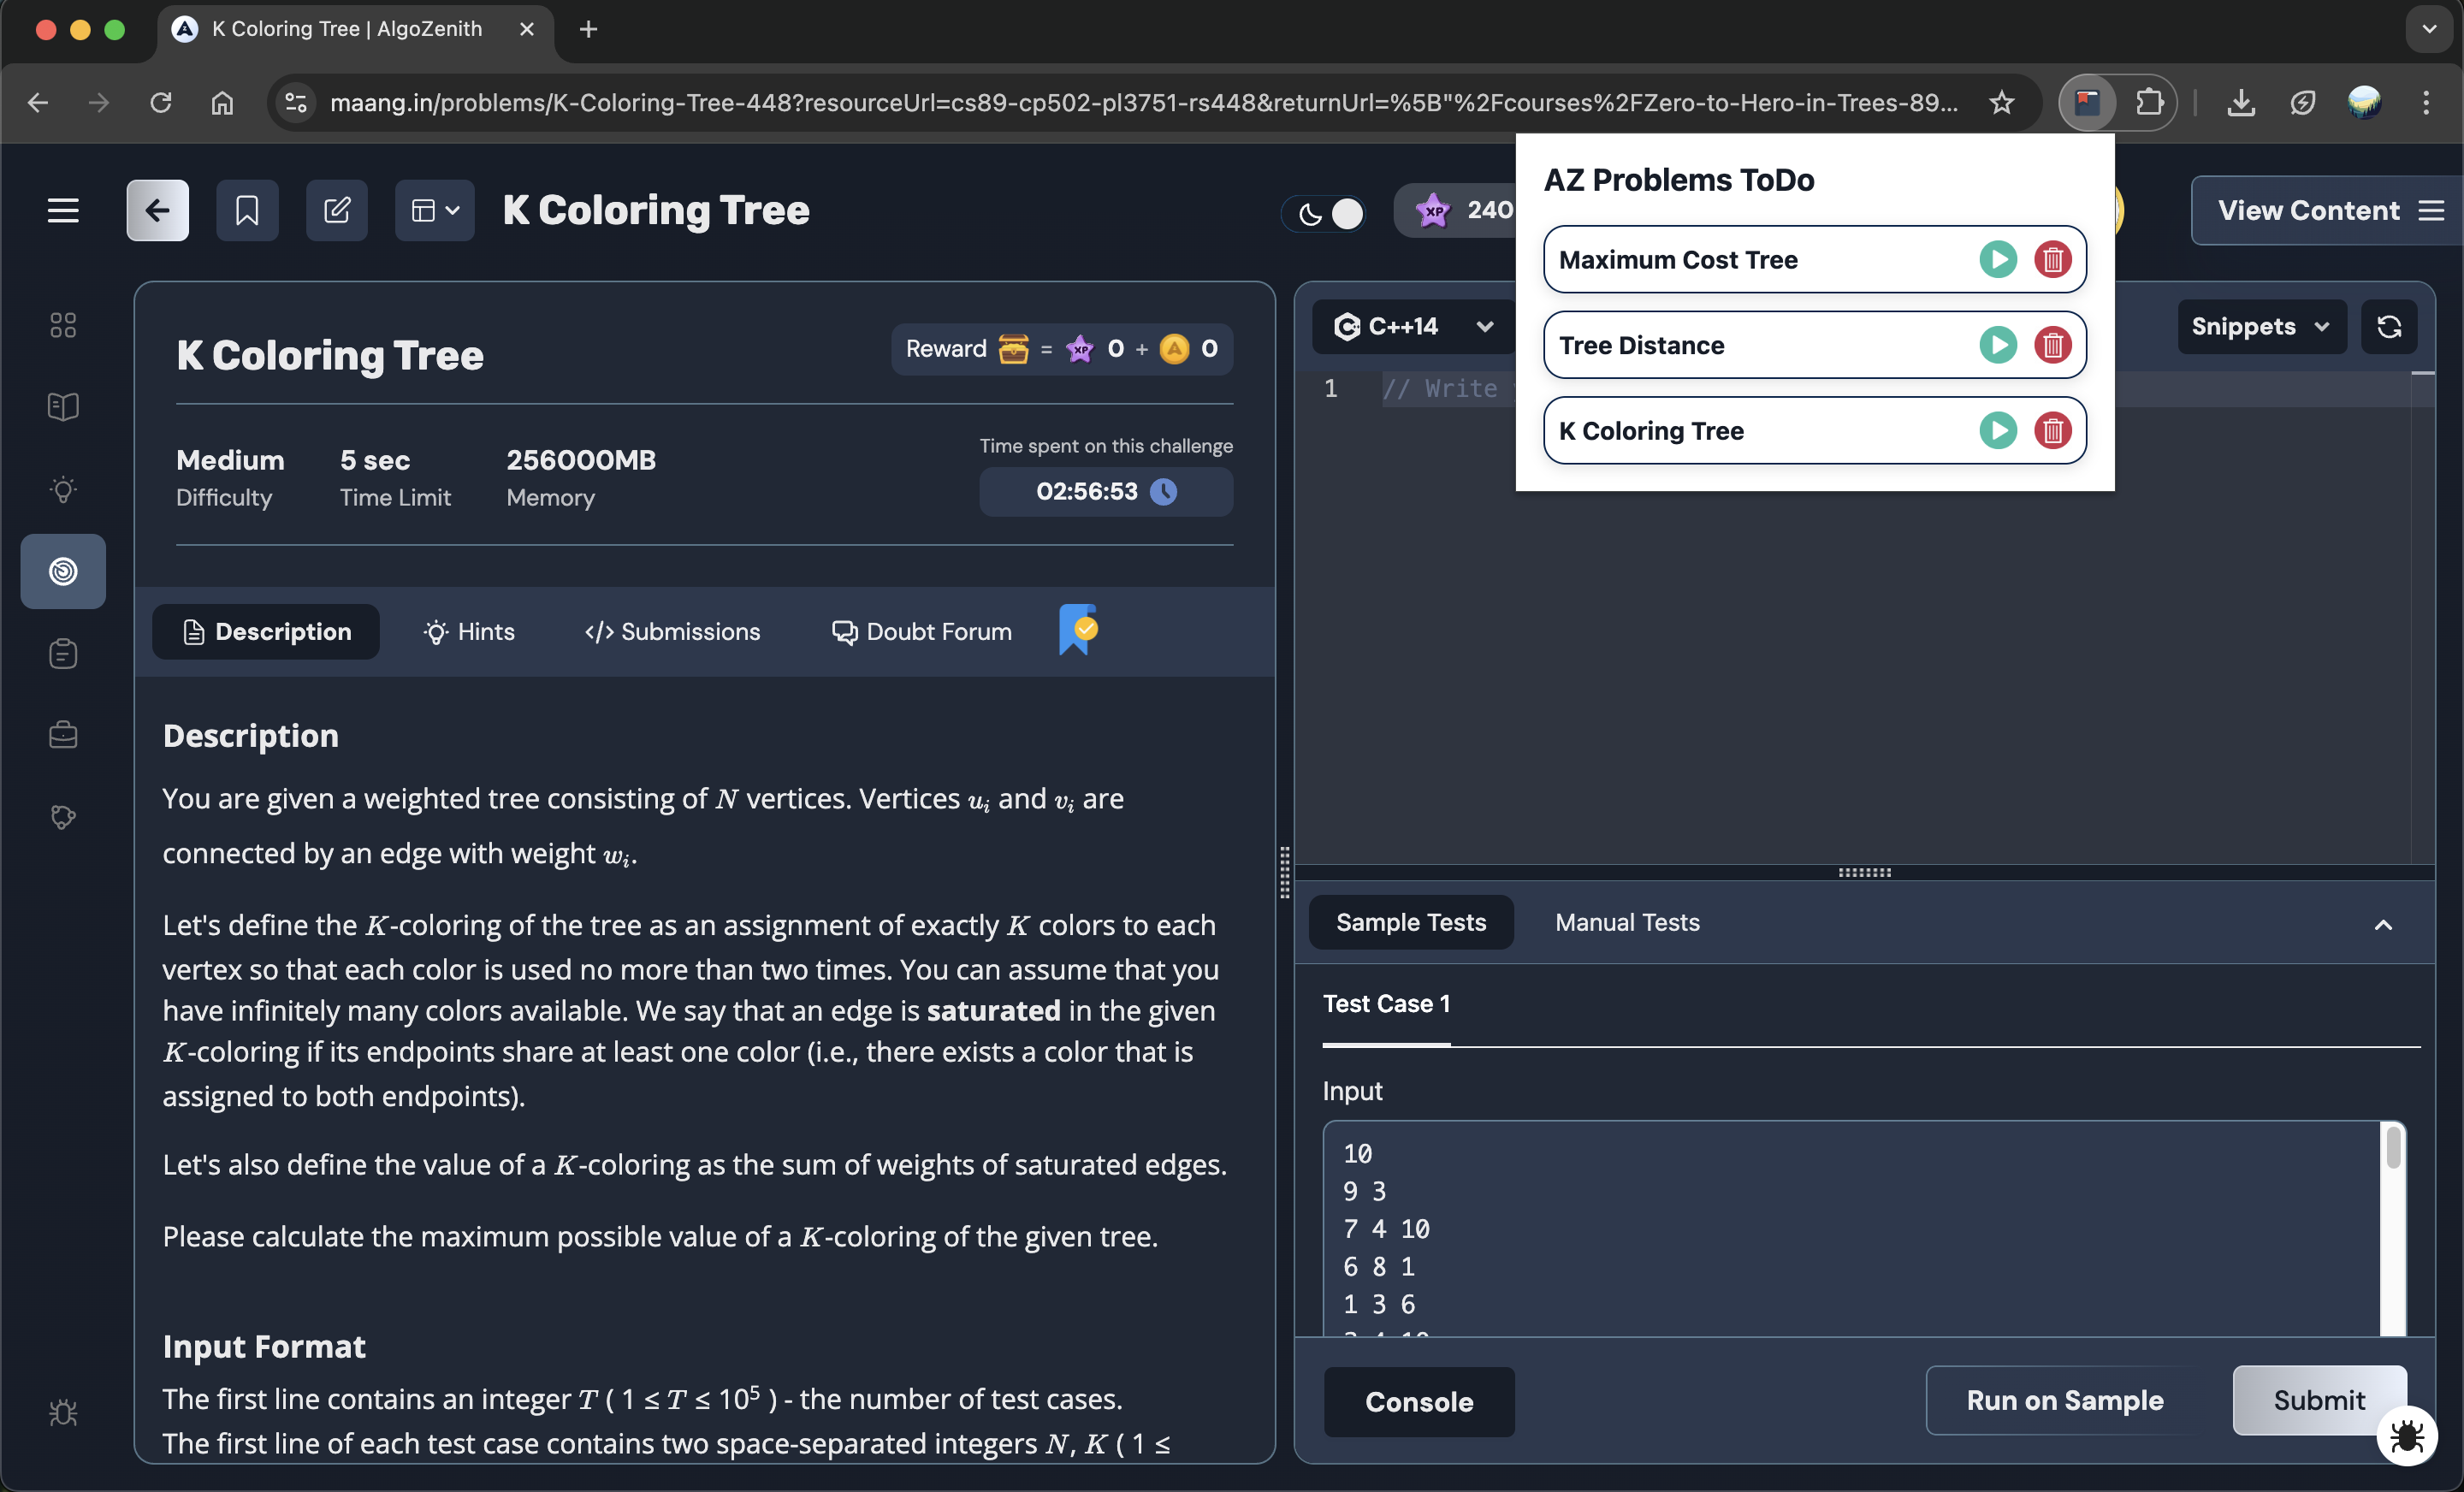 K Coloring Tree | AlgoZenith
maang.in/problems/K-Coloring-Tree-448?resourceUrl=cs89-cp502-pl3751-rs448&returnUrl=%5B"%2Fcourses%2FZero-to-Hero-in-Trees-89...
K Coloring Tree
XP 240
View Content
AZ Problems ToDo
Maximum Cost Tree
Tree Distance
K Coloring Tree
K Coloring Tree
Reward = XP 0 + A 0
Medium
Difficulty
5 sec
Time Limit
256000MB
Memory
Time spent on this challenge
02:56:53
Description
Hints
</> Submissions
Doubt Forum
Description
You are given a weighted tree consisting of N vertices. Vertices uᵢ and vᵢ are
connected by an edge with weight wᵢ.
Let's define the K-coloring of the tree as an assignment of exactly K colors to each
vertex so that each color is used no more than two times. You can assume that you
have infinitely many colors available. We say that an edge is saturated in the given
K-coloring if its endpoints share at least one color (i.e., there exists a color that is
assigned to both endpoints).
Let's also define the value of a K-coloring as the sum of weights of saturated edges.
Please calculate the maximum possible value of a K-coloring of the given tree.
Input Format
The first line contains an integer T ( 1 ≤ T ≤ 10⁵ ) - the number of test cases.
The first line of each test case contains two space-separated integers N, K ( 1 ≤
C++14
Snippets
1 // Write
Sample Tests
Manual Tests
Test Case 1
Input
10
9 3
7 4 10
6 8 1
1 3 6
Console
Run on Sample
Submit